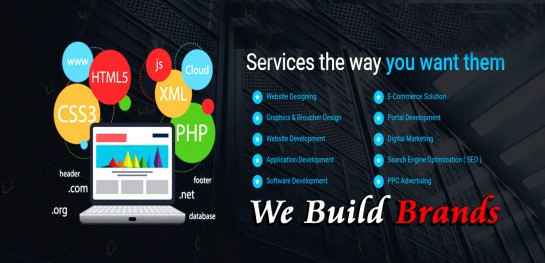 Services the way you want them
www
HTML5
js
Cloud
XML
CSS3
PHP
header
.com
.org
footer
.net
database
Website Designing
Graphics & Broucher Design
Website Development
Application Development
Software Development
E-Commerce Solution
Portal Development
Digital Marketing
Search Engine Optimization ( SEO )
PPC Advertising
We Build Brands